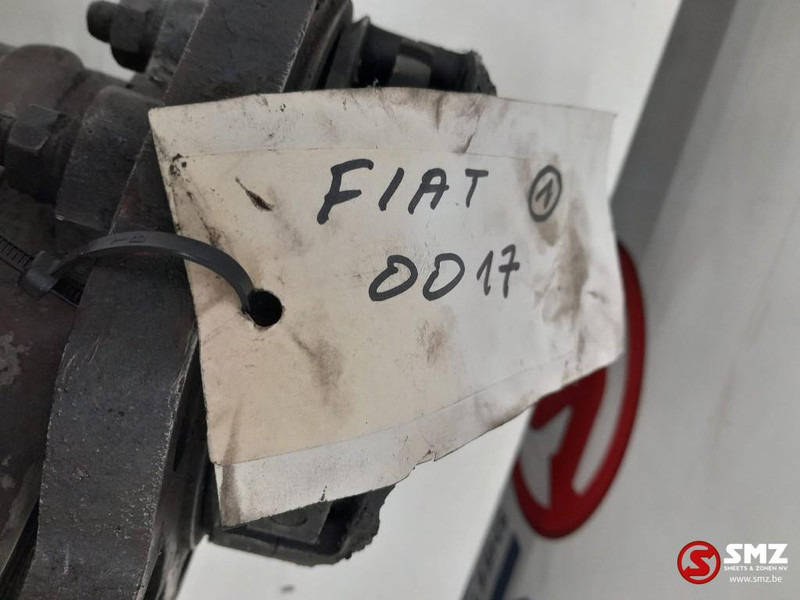 FIAT 1
0017
SMZ
SMEETS & ZONEN NV
www.smz.be